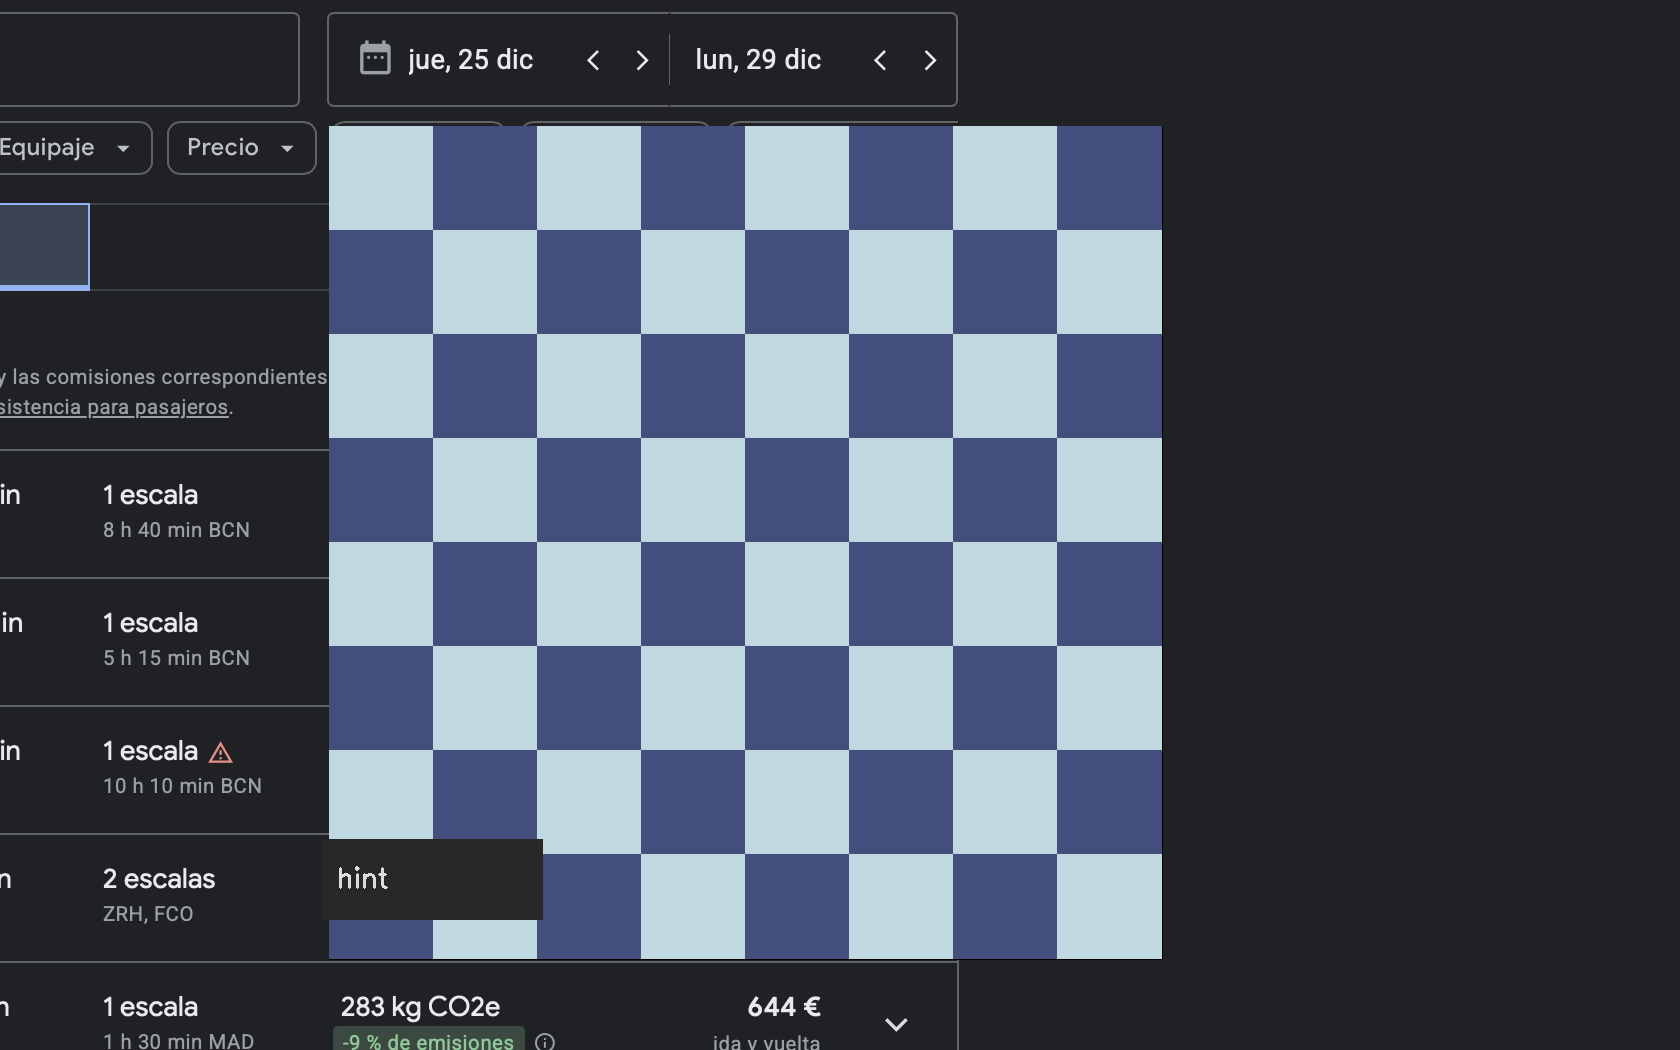 jue, 25 dic
lun, 29 dic
Equipaje
Precio
y las comisiones correspondientes
sistencia para pasajeros.
in
1 escala
8 h 40 min BCN
in
1 escala
5 h 15 min BCN
in
1 escala
10 h 10 min BCN
n
2 escalas
ZRH, FCO
hint
n
1 escala
1 h 30 min MAD
283 kg CO2e
-9 % de emisiones
644 €
ida y vuelta